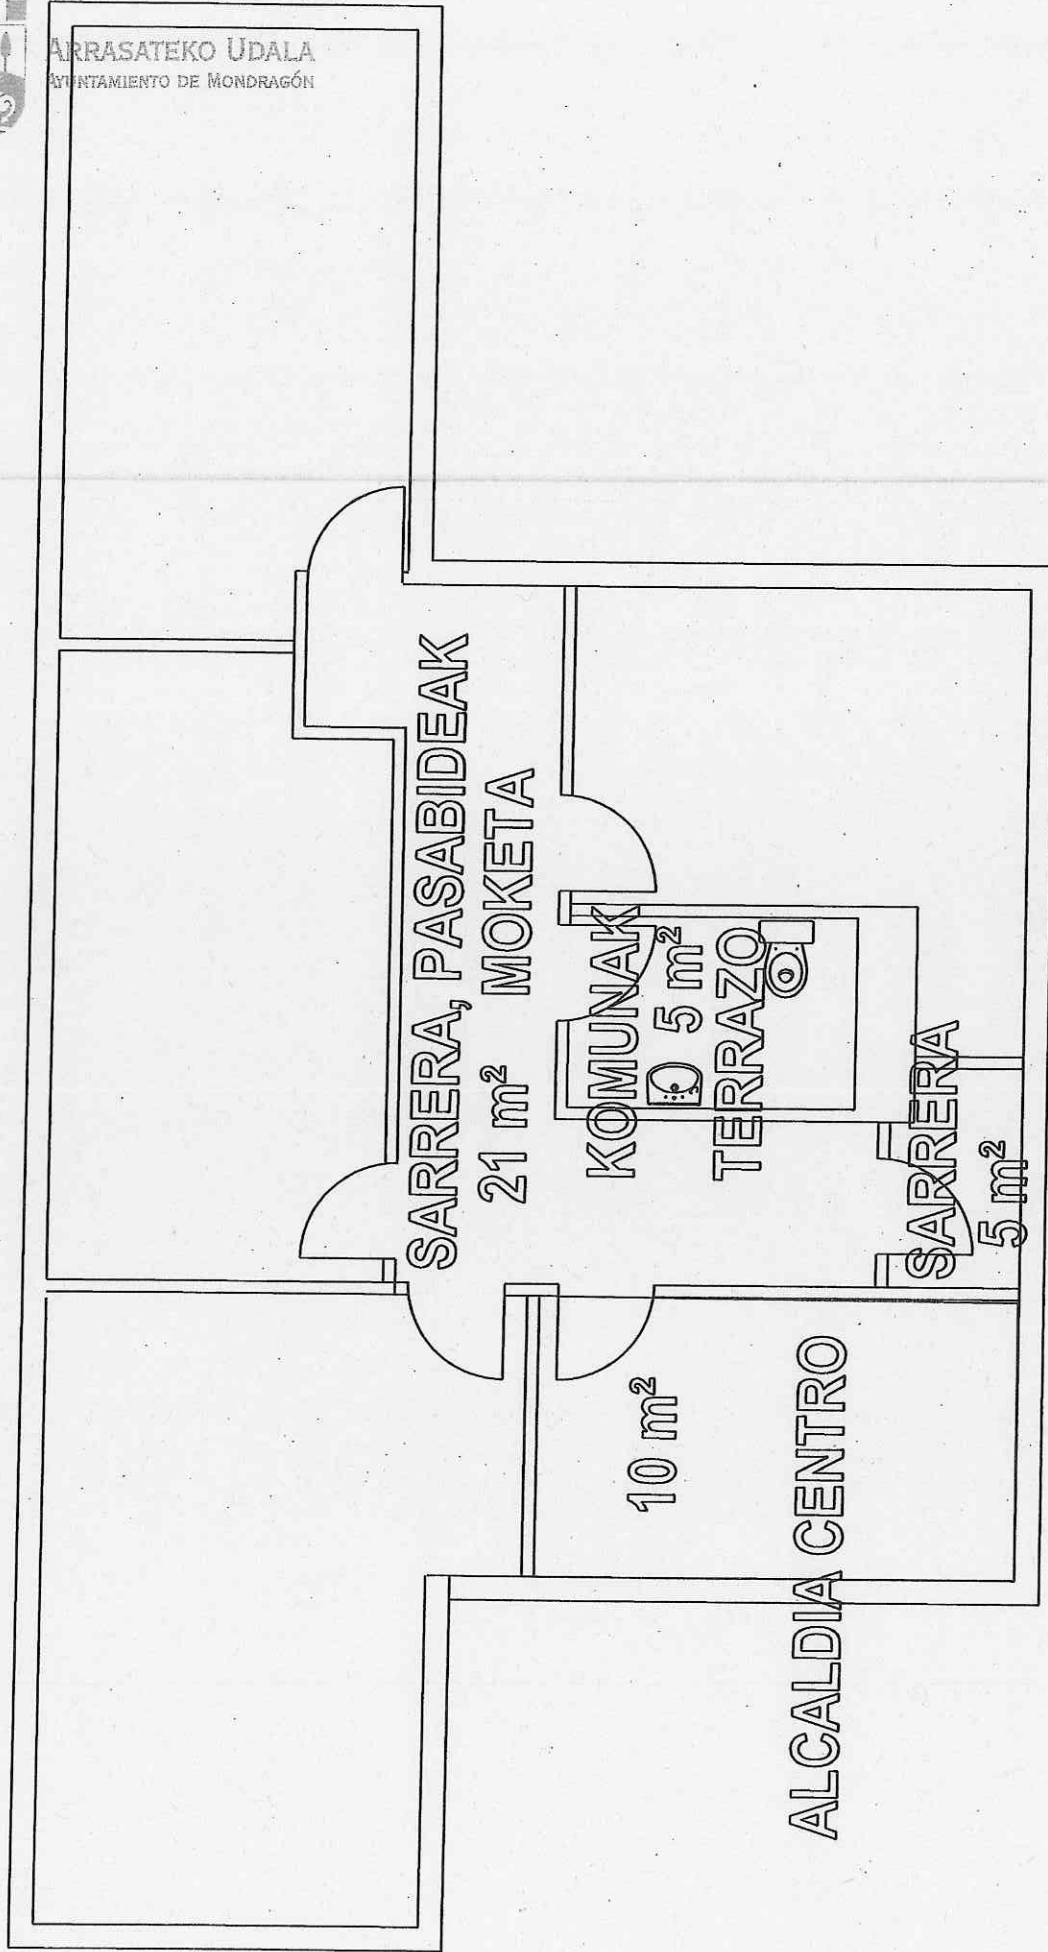 ARRASATEKO UDALA
AYUNTAMIENTO DE MONDRAGÓN
SARRERA, PASABIDEAK
21 m² MOKETA
KOMUNAK
5 m²
TERRAZO
SARRERIA
5 m²
10 m²
ALCALDIA CENTRO